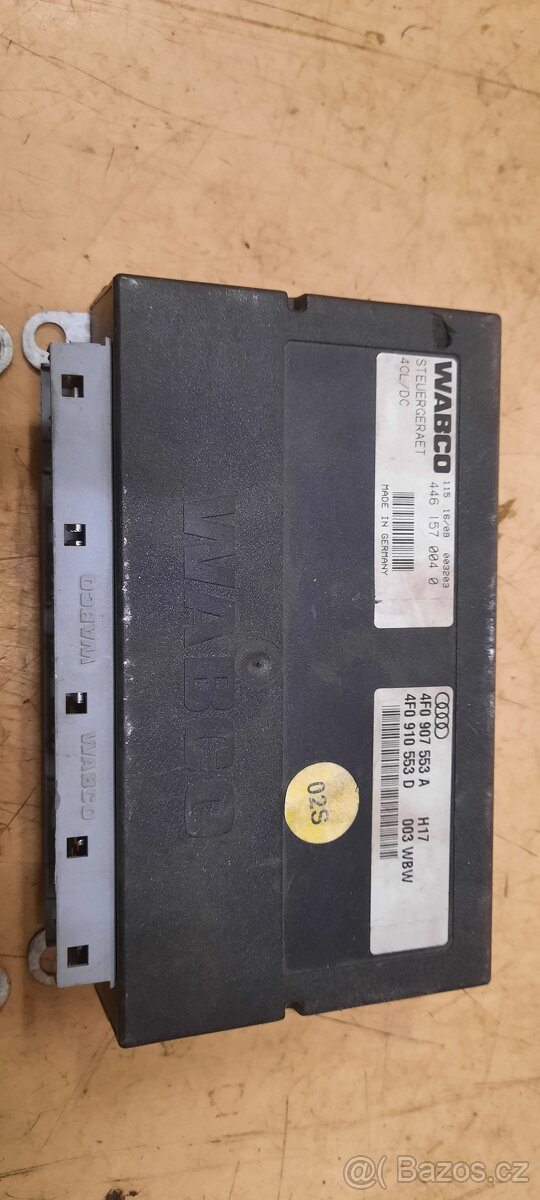 WABCO
115 16/09 003203
446 157 004 0
STEUERGERAET
4CL/DC
MADE IN GERMANY
4F0 907 553 A H17
4F0 910 553 D 003 WBW
02S
WABCO
WABCO
WABCO
@ Bazos.cz